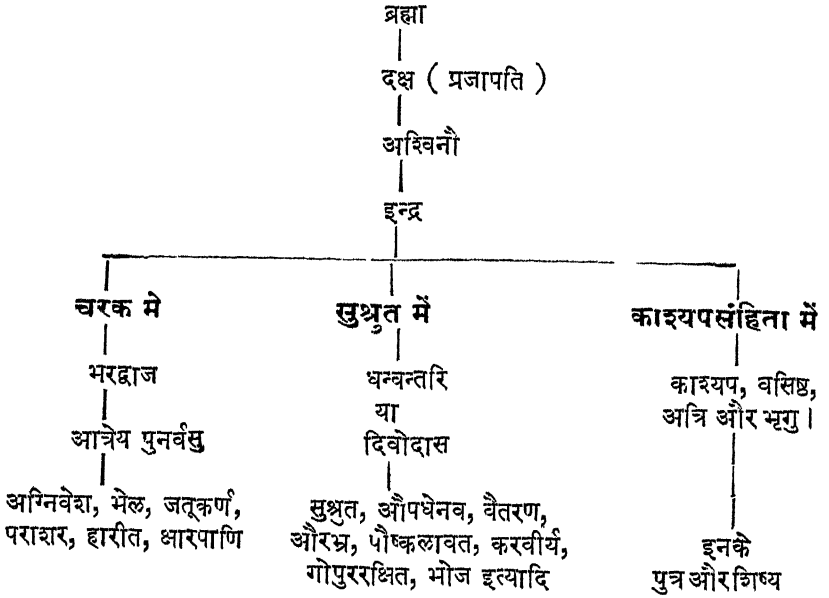 ब्रह्मा
दक्ष ( प्रजापति )
अश्विनौ
इन्द्र
चरक मे
भरद्वाज
आत्रेय पुनर्वसु
अग्निवेश, भेल, जतूकर्ण,
पराशर, हारीत, क्षारपाणि
सुश्रुत में
धन्वन्तरि
या
दिवोदास
सुश्रुत, औपधेनव, वैतरण,
औरभ्र, पौष्कलावत, करवीर्य,
गोपुररक्षित, भोज इत्यादि
काश्यपसंहिता में
काश्यप, वसिष्ठ,
अत्रि और भृगु।
इनके
पुत्र और शिष्य